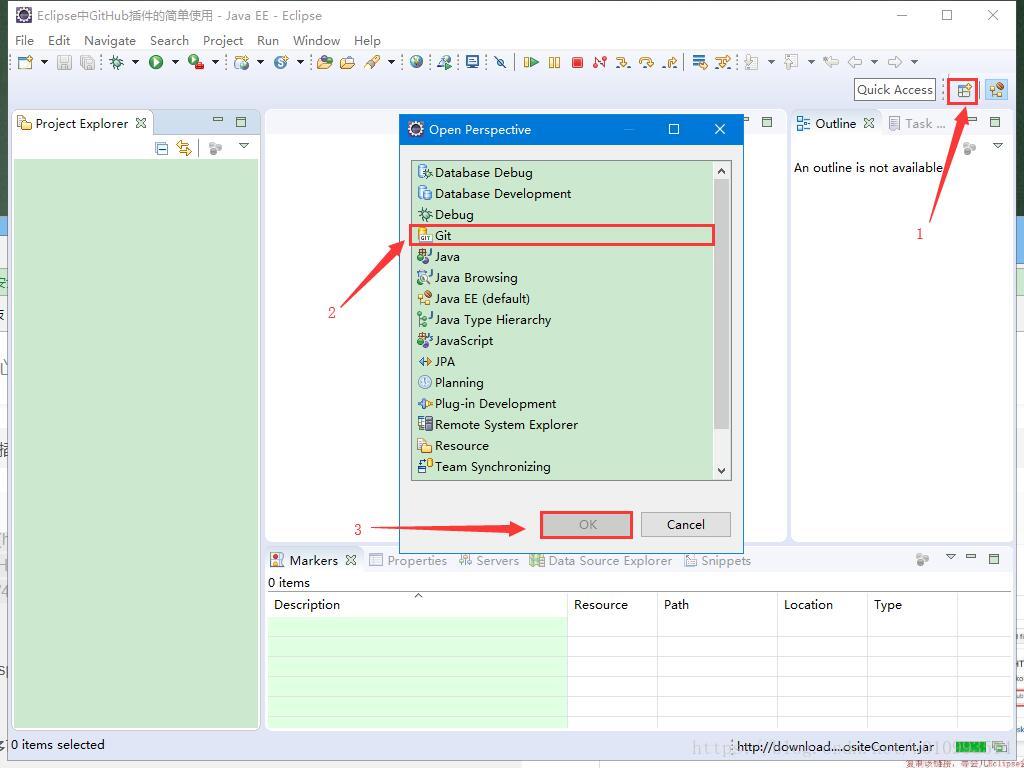 Eclipse中GitHub插件的简单使用 - Java EE - Eclipse
File Edit Navigate Search Project Run Window Help
Quick Access
Project Explorer
Open Perspective
Outline
Task ...
An outline is not available.
1
Database Debug
Database Development
Debug
Git
Java
Java Browsing
Java EE (default)
Java Type Hierarchy
JavaScript
JPA
Planning
Plug-in Development
Remote System Explorer
Resource
Team Synchronizing
2
3
OK
Cancel
Markers
Properties
Servers
Data Source Explorer
Snippets
0 items
Description Resource Path Location Type
0 items selected
http://download....ositeContent.jar